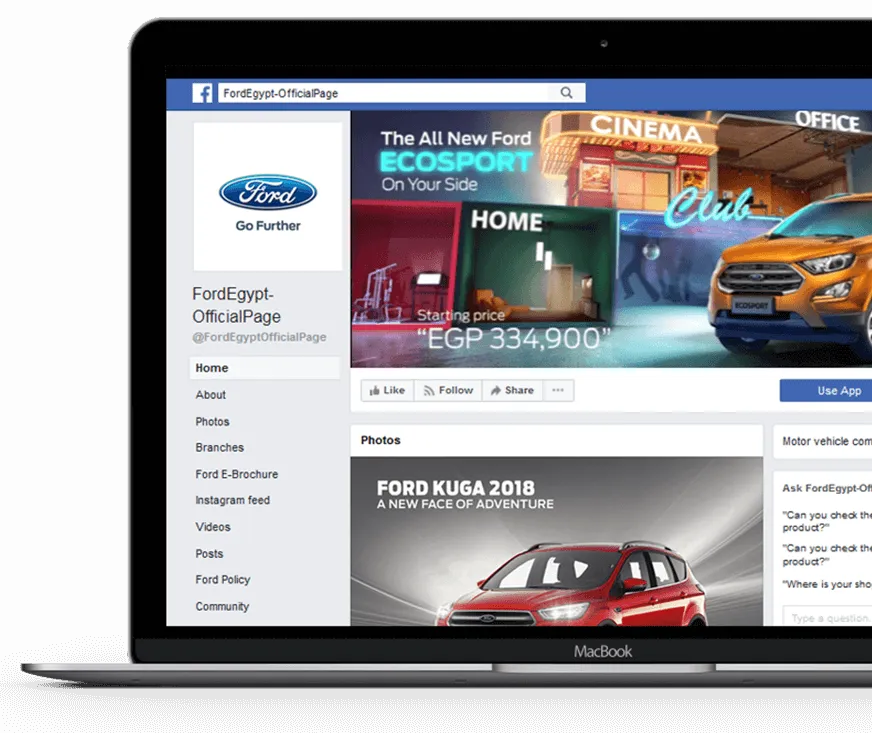 FordEgypt-OfficialPage
Ford
Go Further
FordEgypt-
OfficialPage
@FordEgyptOfficialPage
Home
About
Photos
Branches
Ford E-Brochure
Instagram feed
Videos
Posts
Ford Policy
Community
The All New Ford
ECOSPORT
On Your Side
CINEMA
OFFICE
HOME
Club
ECOSPORT
Starting price
“EGP 334,900”
Like
Follow
Share
Use App
Photos
FORD KUGA 2018
A NEW FACE OF ADVENTURE
Motor vehicle com
Ask FordEgypt-Of
"Can you check the
product?"
"Can you check the
product?"
"Where is your sho
Type a question.
MacBook